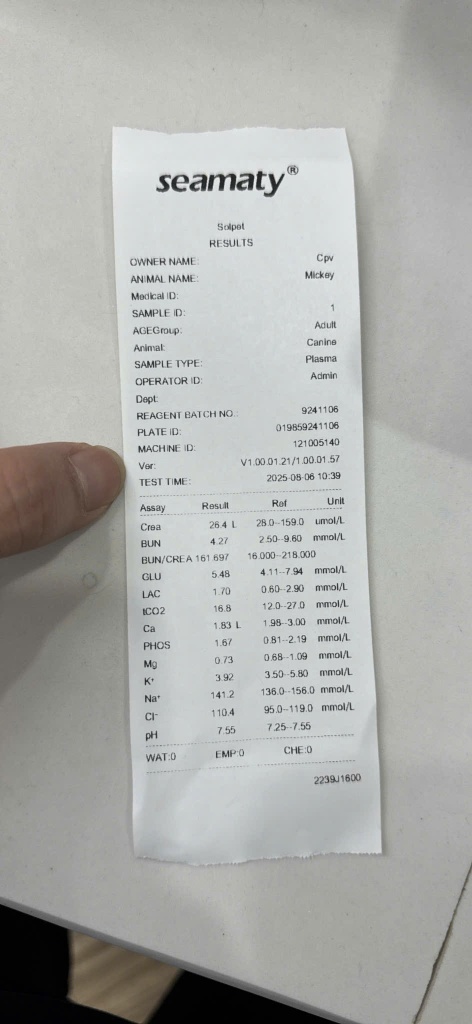 seamaty®
Solpet
RESULTS
OWNER NAME: Cpv
ANIMAL NAME: Mickey
Medical ID:
SAMPLE ID: 1
AGEGroup: Adult
Animal: Canine
SAMPLE TYPE: Plasma
OPERATOR ID: Admin
Dept:
REAGENT BATCH NO.: 9241106
PLATE ID: 019859241106
MACHINE ID: 121005140
Ver: V1.00.01.21/1.00.01.57
TEST TIME: 2025-08-06 10:39
Assay Result Ref Unit
Crea 26.4 L 28.0--159.0 umol/L
BUN 4.27 2.50--9.60 mmol/L
BUN/CREA 161.697 16.000--218.000
GLU 5.48 4.11--7.94 mmol/L
LAC 1.70 0.60--2.90 mmol/L
tCO2 16.8 12.0--27.0 mmol/L
Ca 1.83 L 1.98--3.00 mmol/L
PHOS 1.67 0.81--2.19 mmol/L
Mg 0.73 0.68--1.09 mmol/L
K⁺ 3.92 3.50--5.80 mmol/L
Na⁺ 141.2 136.0--156.0 mmol/L
Cl⁻ 110.4 95.0--119.0 mmol/L
pH 7.55 7.25--7.55
WAT:0 EMP:0 CHE:0
2239J1600